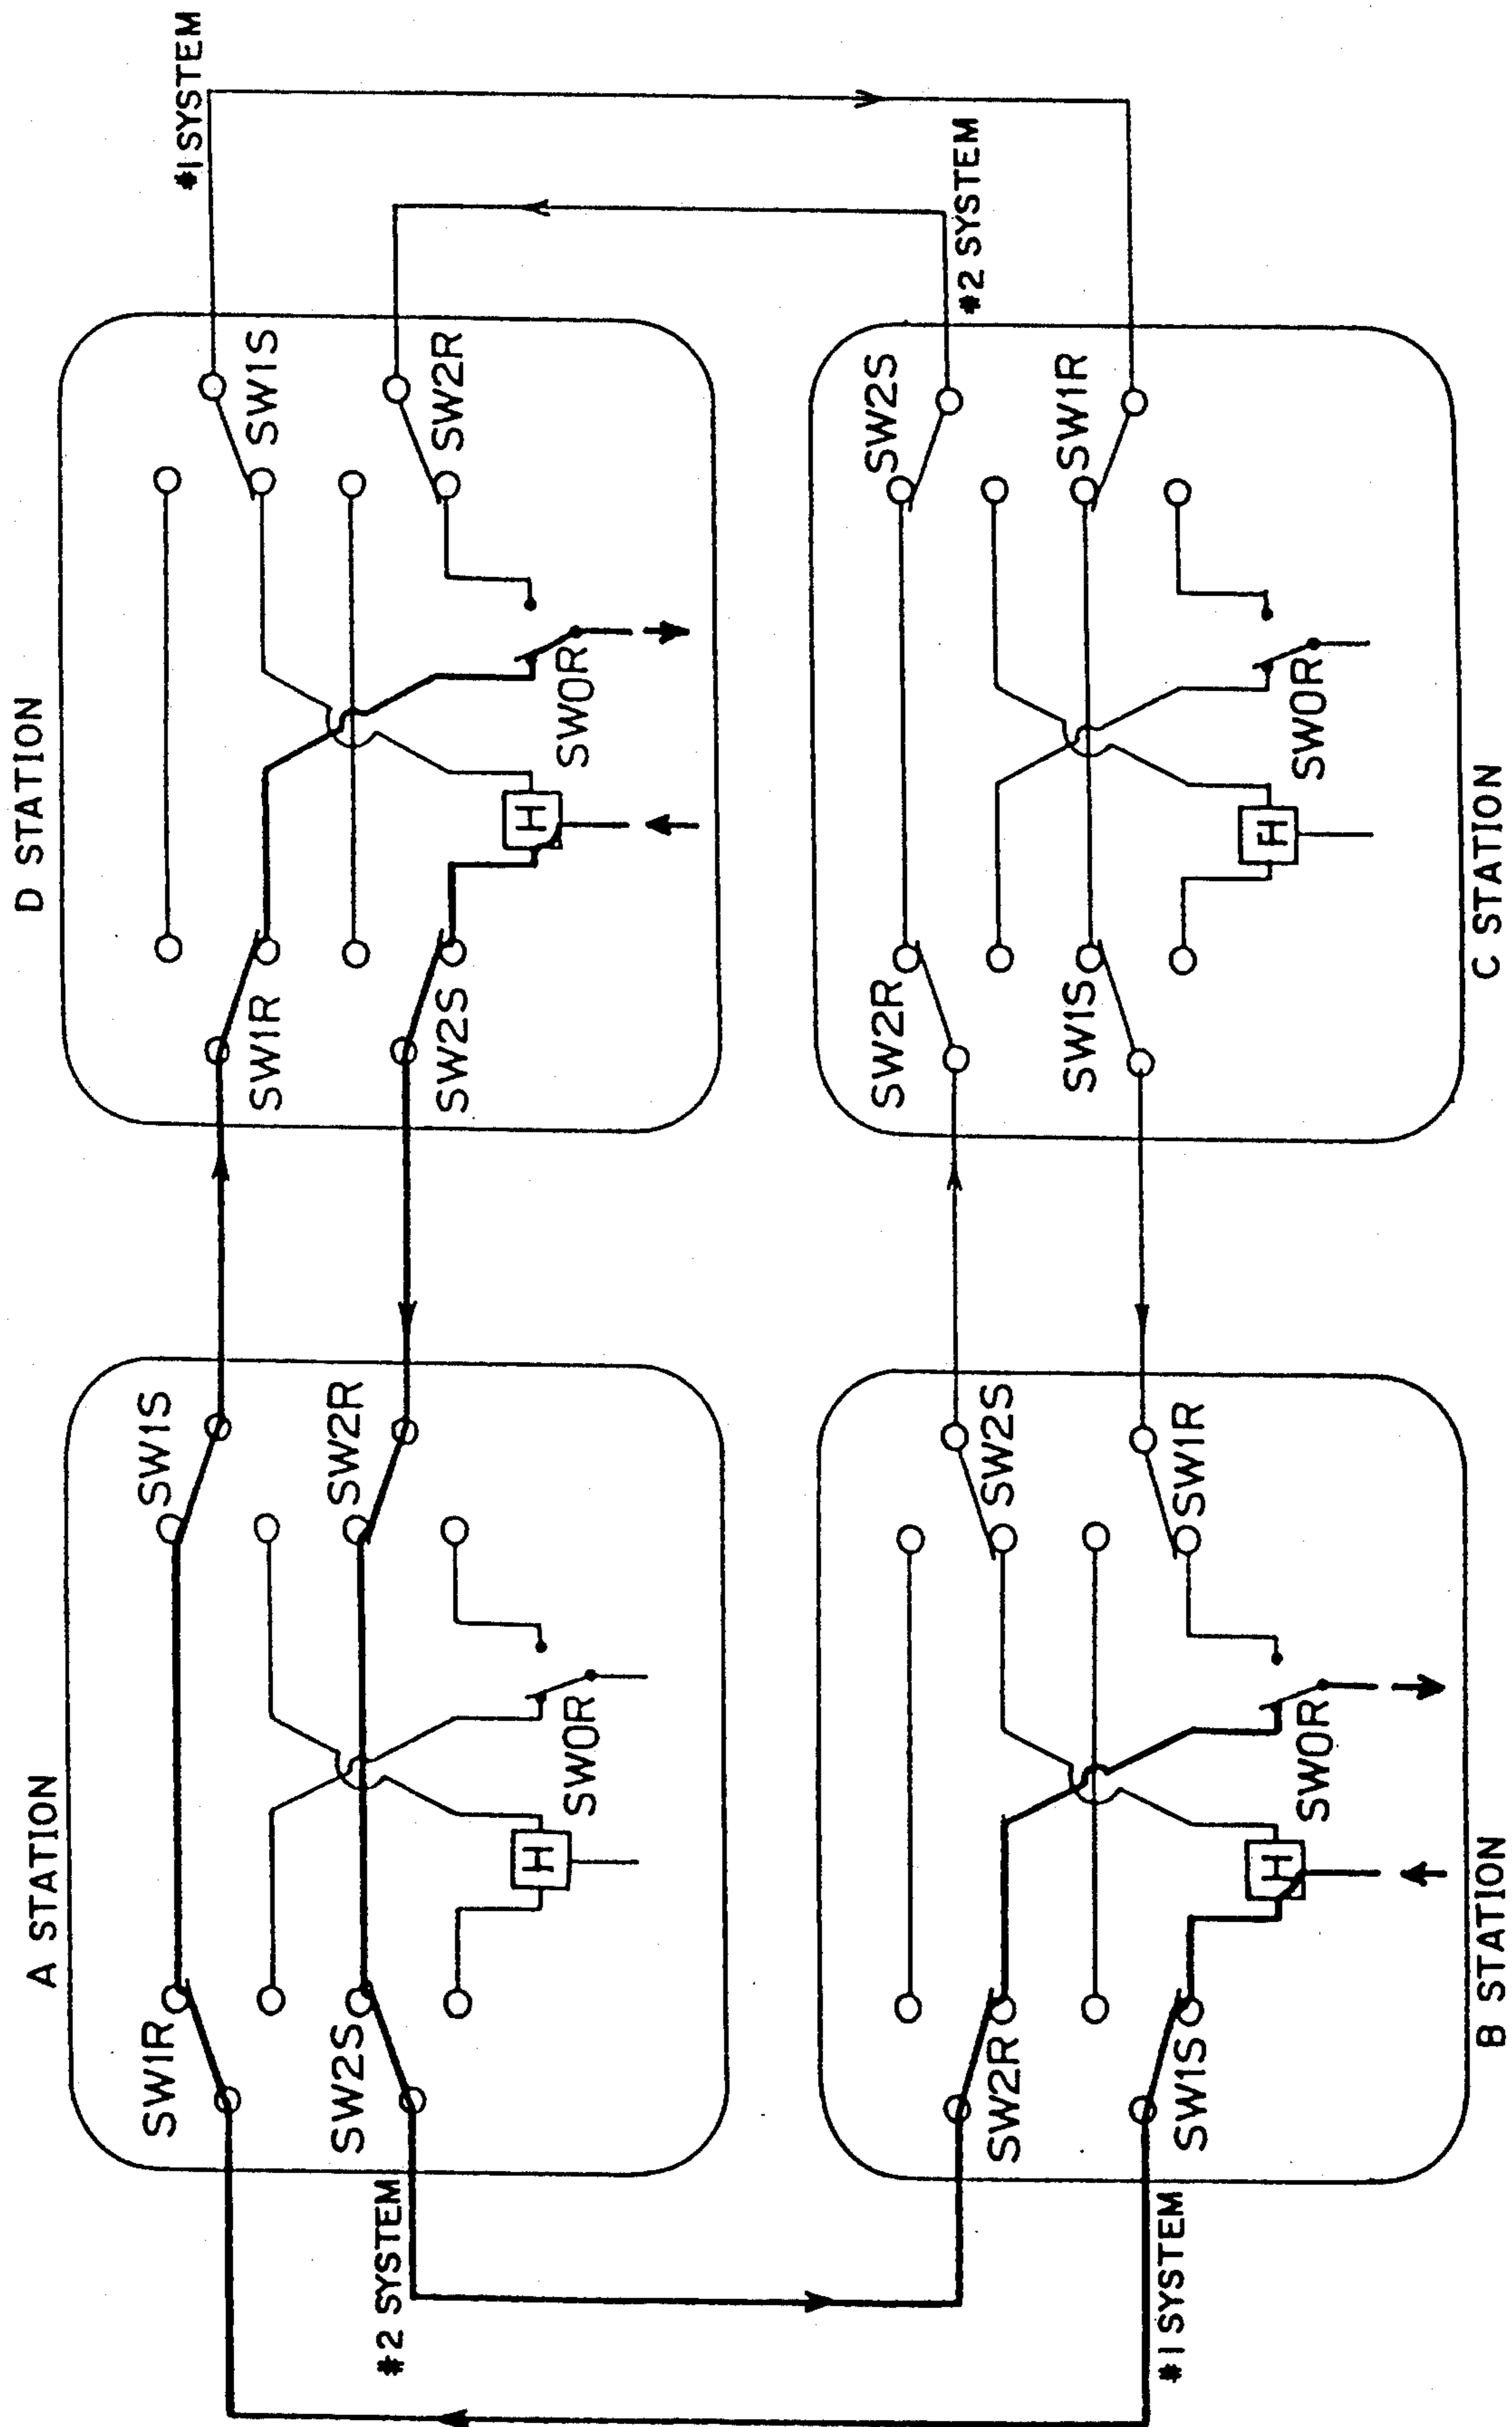 D STATION
#1 SYSTEM
SW1R
SW1S
SW2S
SW2R
H
SW0R
A STATION
SW1R
SW1S
SW2S
SW2R
H
SW0R
#2 SYSTEM
C STATION
#2 SYSTEM
SW2R
SW2S
SW1S
SW1R
H
SW0R
B STATION
SW2R
SW2S
SW1S
SW1R
H
SW0R
#1 SYSTEM